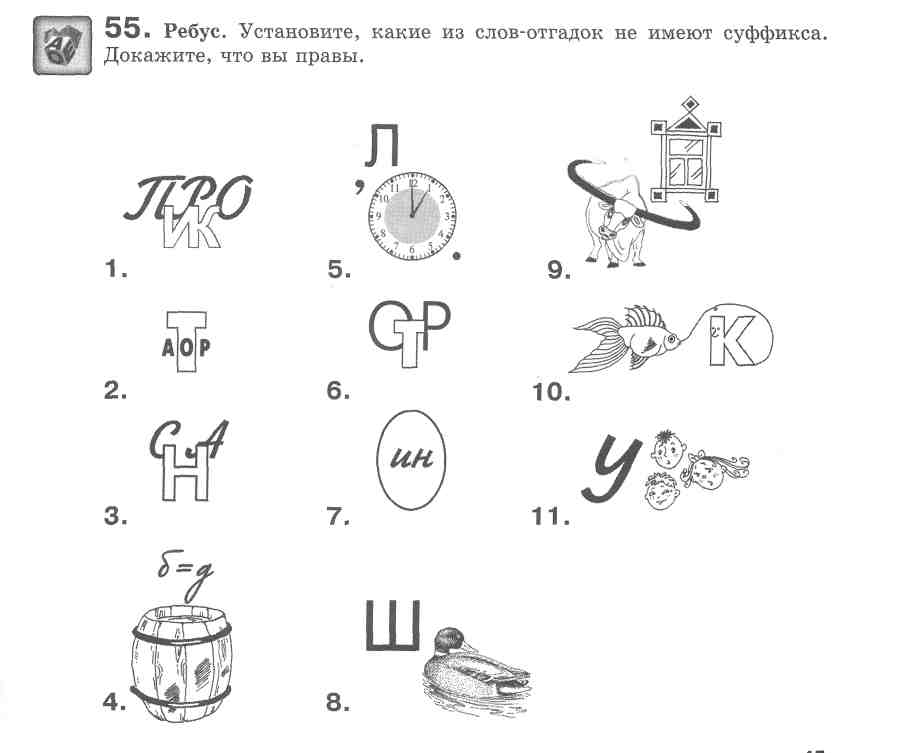 55. Ребус. Установите, какие из слов-отгадок не имеют суффикса.
Докажите, что вы правы.
ПРО
ИК
1.
Л
,
12 1 2 3 4 5 6 7 8 9 10 11
.
5.
9.
Т
АОР
2.
ОТР
6.
К
10.
СА
Н
3.
ин
7.
У
11.
б=д
4.
Ш
8.